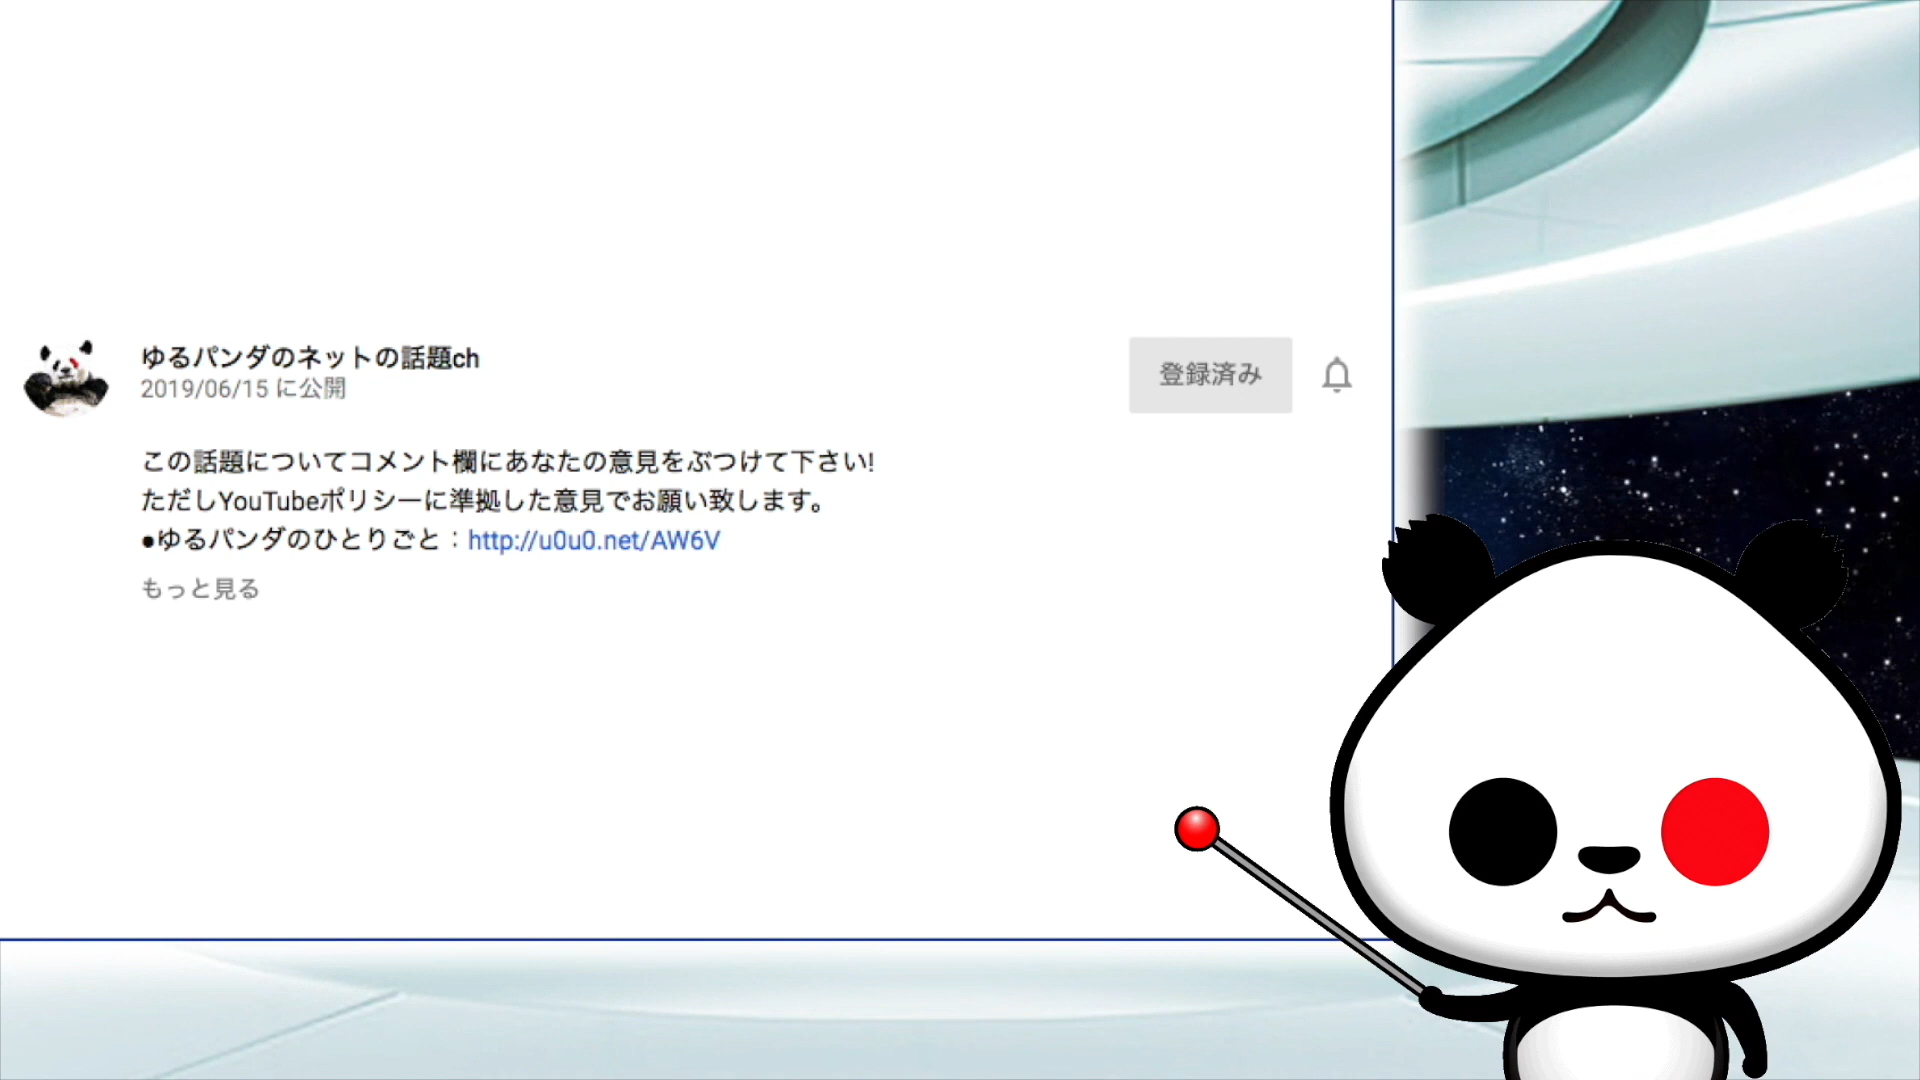 ゆるパンダのネットの話題ch
2019/06/15 に公開
登録済み
この話題についてコメント欄にあなたの意見をぶつけて下さい!
ただしYouTubeポリシーに準拠した意見でお願い致します。
●ゆるパンダのひとりごと：http://u0u0.net/AW6V
もっと見る